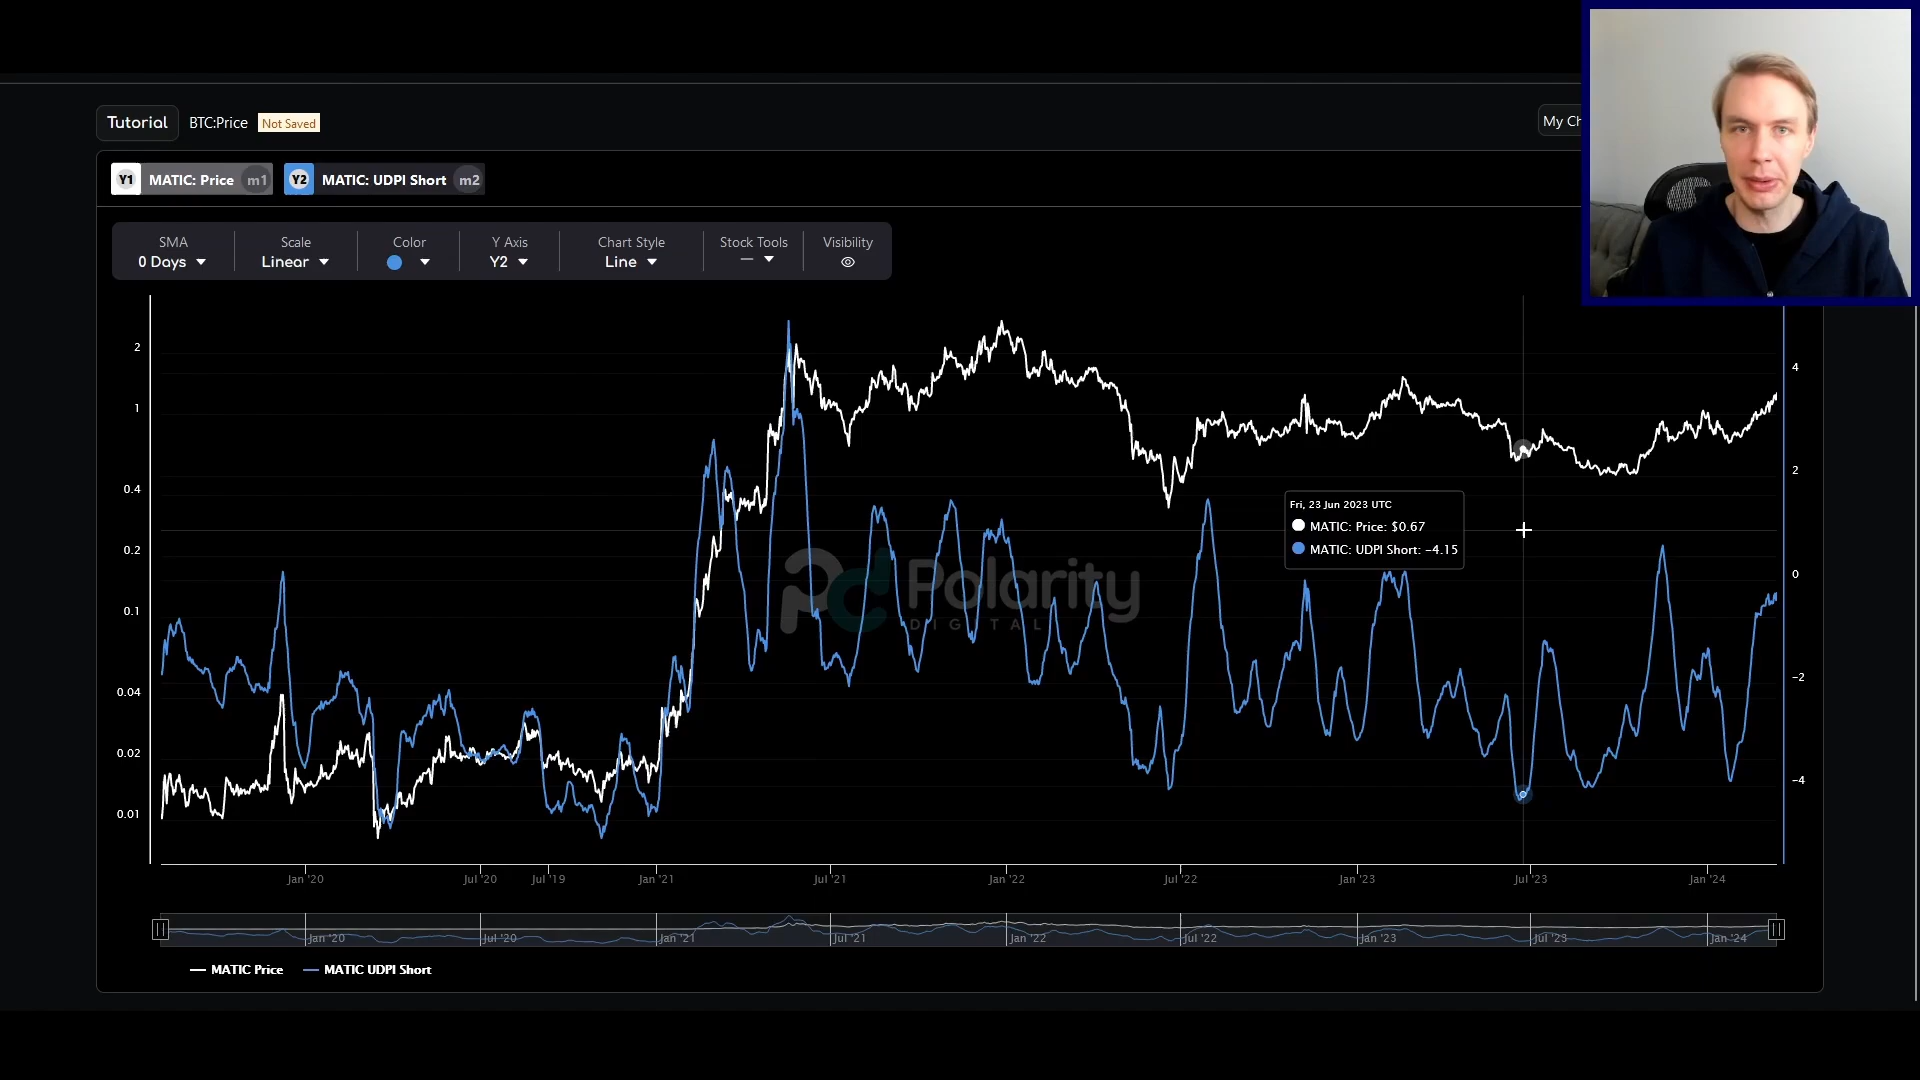 Tutorial BTC:Price Not Saved
My Ch
Y1 MATIC: Price m1 Y2 MATIC: UDPI Short m2
SMA Scale Color Y Axis Chart Style Stock Tools Visibility
0 Days Linear Y2 Line —
2
1
0.4
0.2
0.1
0.04
0.02
0.01
4
2
0
-2
-4
Fri, 23 Jun 2023 UTC
MATIC: Price: $0.67
MATIC: UDPI Short: -4.15
Polarity
DIGITAL
Jan '20 Jul '20 Jul '19 Jan '21 Jul '21 Jan '22 Jul '22 Jan '23 Jul '23 Jan '24
Jan '20 Jul '20 Jan '21 Jul '21 Jan '22 Jul '22 Jan '23 Jul '23 Jan '24
MATIC Price MATIC UDPI Short